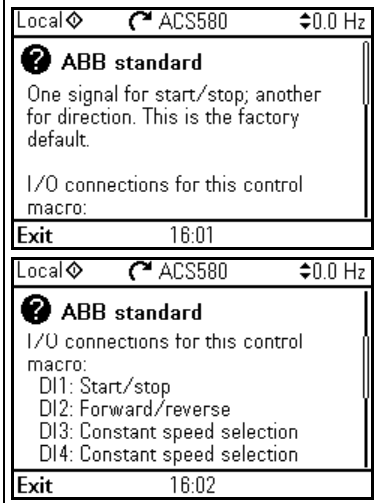 Local ACS580 0.0 Hz
? ABB standard
One signal for start/stop; another
for direction. This is the factory
default.
I/O connections for this control
macro:
Exit 16:01
Local ACS580 0.0 Hz
? ABB standard
I/O connections for this control
macro:
DI1: Start/stop
DI2: Forward/reverse
DI3: Constant speed selection
DI4: Constant speed selection
Exit 16:02